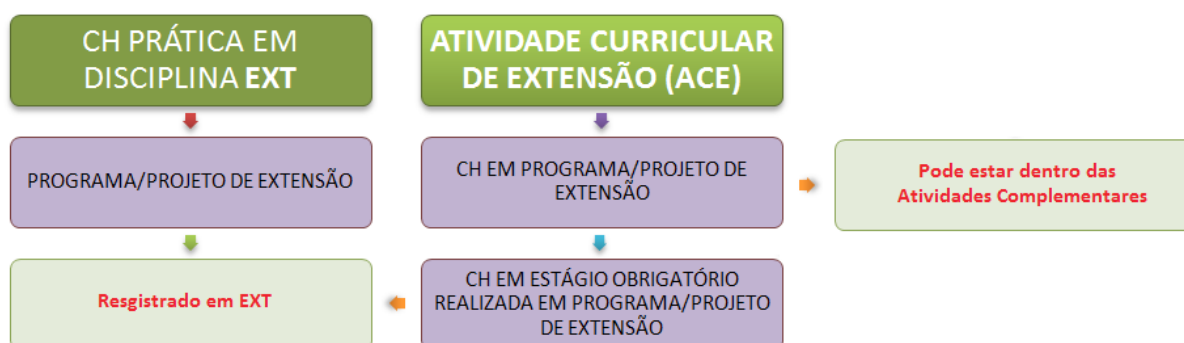 CH PRÁTICA EM
DISCIPLINA EXT
PROGRAMA/PROJETO DE EXTENSÃO
Resgistrado em EXT
ATIVIDADE CURRICULAR
DE EXTENSÃO (ACE)
CH EM PROGRAMA/PROJETO DE
EXTENSÃO
CH EM ESTÁGIO OBRIGATÓRIO
REALIZADA EM PROGRAMA/PROJETO
DE EXTENSÃO
Pode estar dentro das
Atividades Complementares